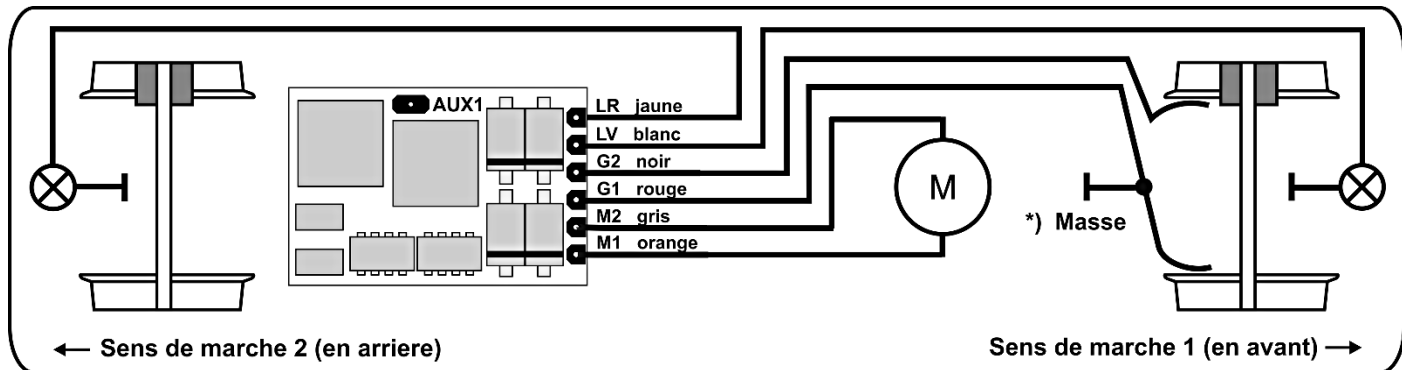 AUX1
LR jaune
LV blanc
G2 noir
G1 rouge
M2 gris
M1 orange
M
*) Masse
← Sens de marche 2 (en arriere)
Sens de marche 1 (en avant) →